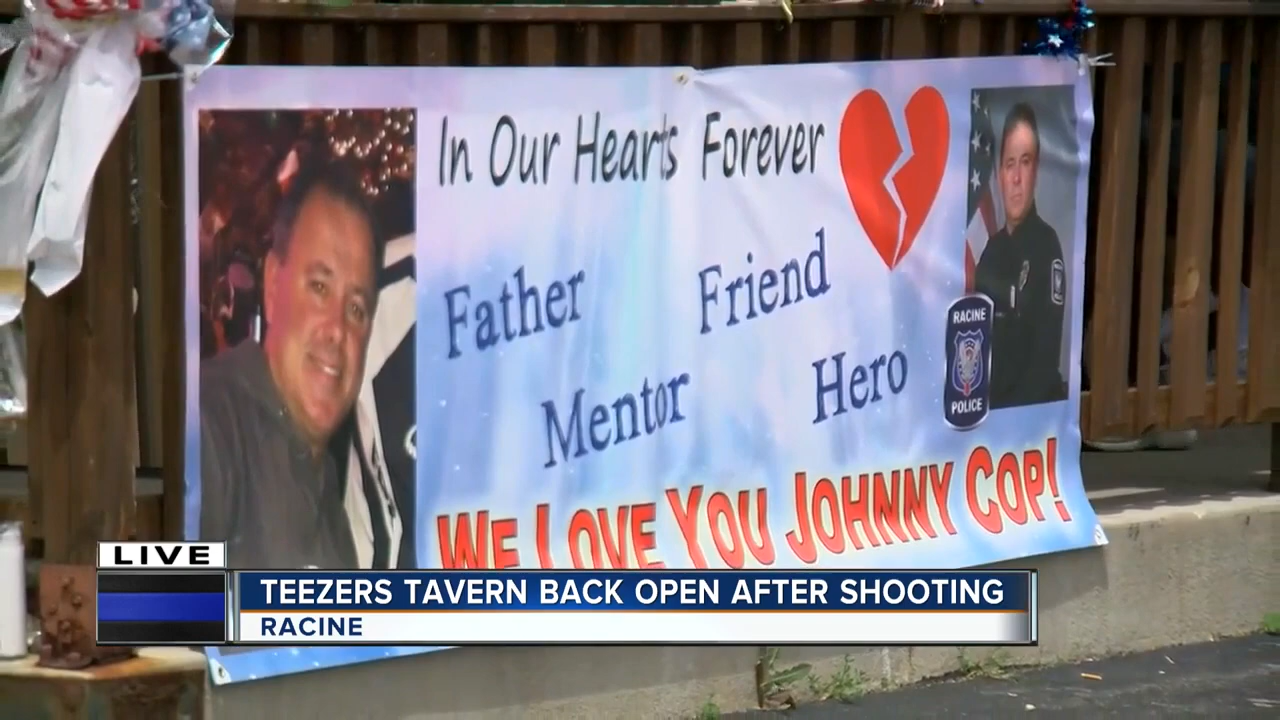 In Our Hearts Forever
Father
Friend
Mentor
Hero
RACINE
POLICE
WE LOVE YOU JOHNNY COP!
LIVE
TEEZERS TAVERN BACK OPEN AFTER SHOOTING
RACINE